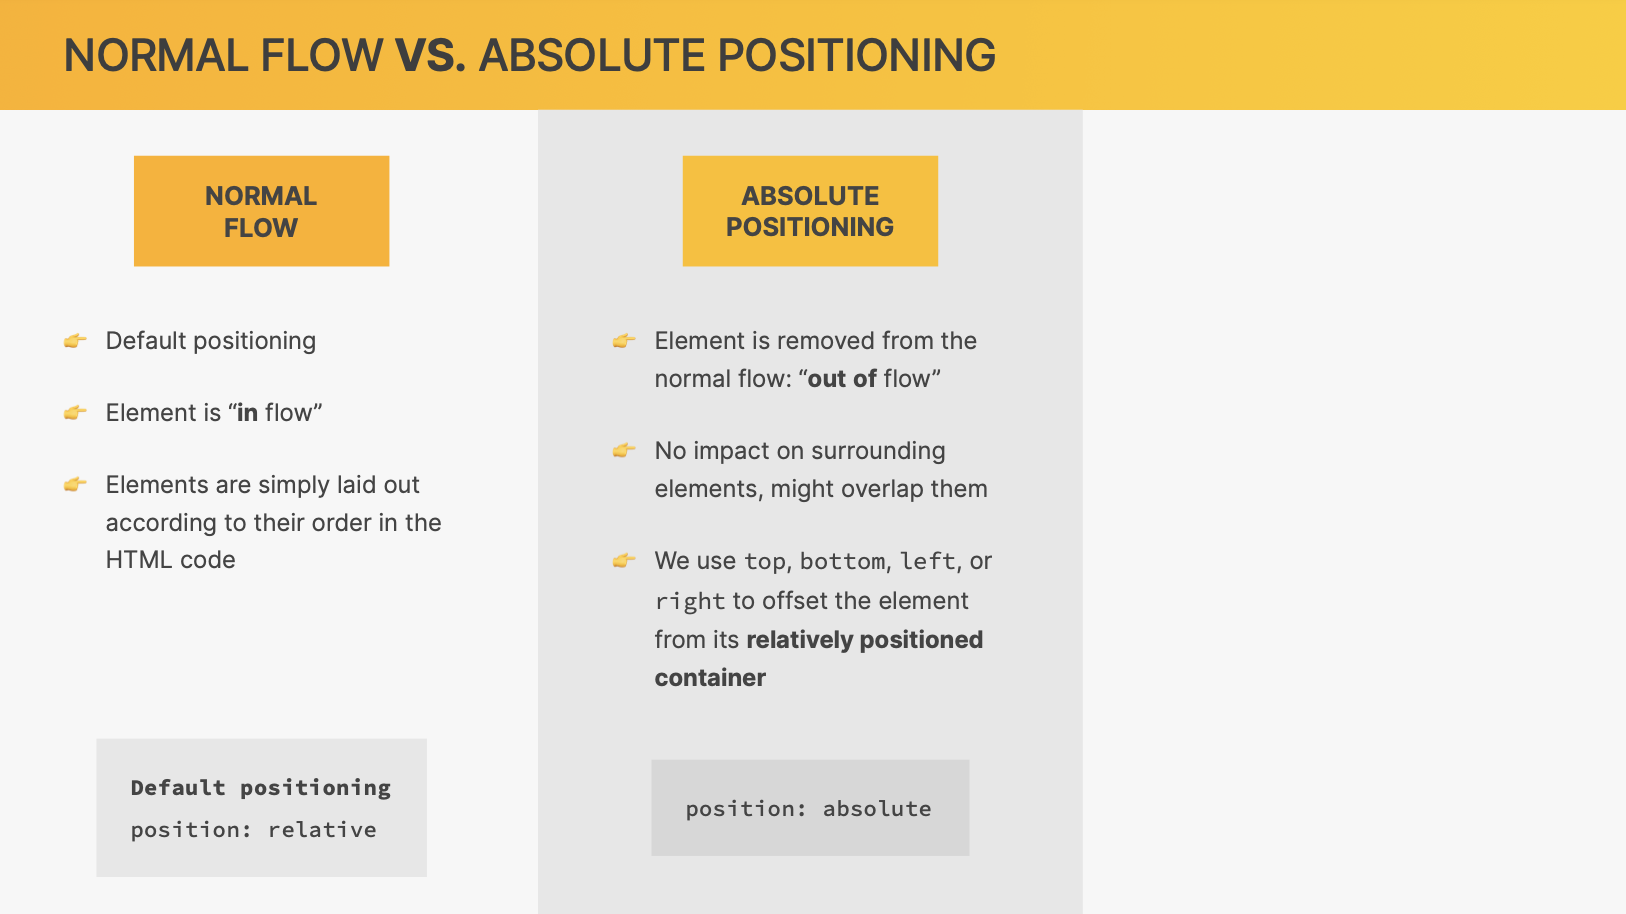 NORMAL FLOW VS. ABSOLUTE POSITIONING
NORMAL
FLOW
Default positioning
Element is “in flow”
Elements are simply laid out
according to their order in the
HTML code
Default positioning
position: relative
ABSOLUTE
POSITIONING
Element is removed from the
normal flow: “out of flow”
No impact on surrounding
elements, might overlap them
We use top, bottom, left, or
right to offset the element
from its relatively positioned
container
position: absolute